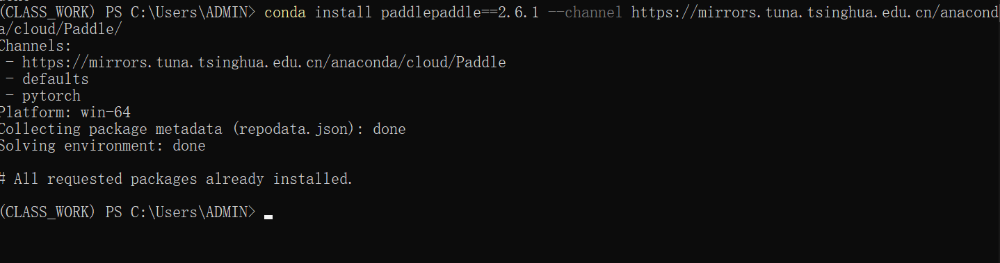 (CLASS_WORK) PS C:\Users\ADMIN> conda install paddlepaddle==2.6.1 --channel https://mirrors.tuna.tsinghua.edu.cn/anacond
a/cloud/Paddle/
Channels:
 - https://mirrors.tuna.tsinghua.edu.cn/anaconda/cloud/Paddle
 - defaults
 - pytorch
Platform: win-64
Collecting package metadata (repodata.json): done
Solving environment: done
# All requested packages already installed.
(CLASS_WORK) PS C:\Users\ADMIN>